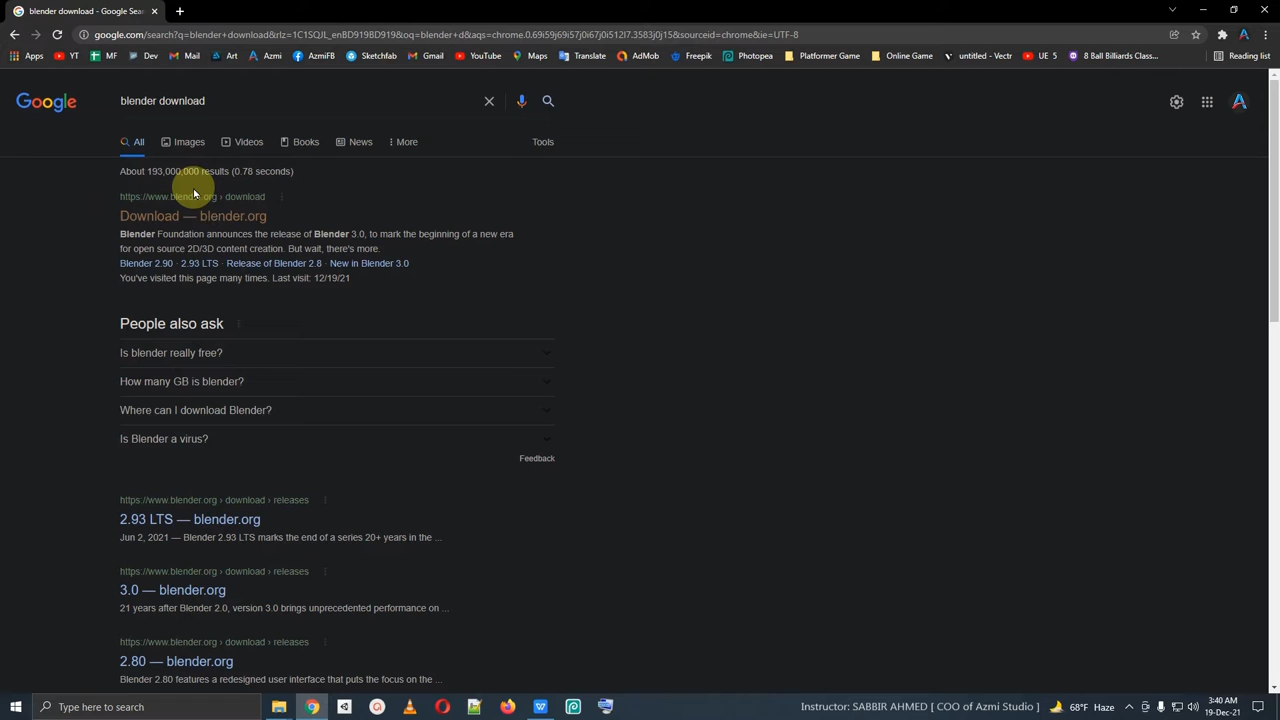 blender download - Google Sea
google.com/search?q=blender+download&rlz=1C1SQJL_enBD919BD919&oq=blender+d&aqs=chrome.0.69i59j69i57j0i67j0i512l7.3583j0j15&sourceid=chrome&ie=UTF-8
Apps YT MF Dev Mail Art Azmi AzmiFB Sketchfab Gmail YouTube Maps Translate AdMob Freepik Photopea Platformer Game untitled - Vectr UE 5 8 Ball Billiards Class... Reading list
Google blender download
All Images Videos Books News More Tools
About 193,000,000 results (0.78 seconds)
https://www.blender.org › download
Download — blender.org
Blender Foundation announces the release of Blender 3.0, to mark the beginning of a new era
for open source 2D/3D content creation. But wait, there's more.
Blender 2.90 · 2.93 LTS · Release of Blender 2.8 · New in Blender 3.0
You've visited this page many times. Last visit: 12/19/21
People also ask
Is blender really free?
How many GB is blender?
Where can I download Blender?
Is Blender a virus?
Feedback
https://www.blender.org › download › releases
2.93 LTS — blender.org
Jun 2, 2021 — Blender 2.93 LTS marks the end of a series 20+ years in the ...
https://www.blender.org › download › releases
3.0 — blender.org
21 years after Blender 2.0, version 3.0 brings unprecedented performance on ...
https://www.blender.org › download › releases
2.80 — blender.org
Blender 2.80 features a redesigned user interface that puts the focus on the ...
Type here to search
Instructor: SABBIR AHMED [ COO of Azmi Studio ]
68°F Haze
3:40 AM
19-Dec-21